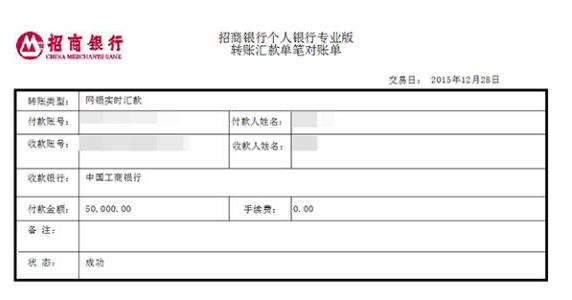 招商银行
CHINA MERCHANTS BANK
招商银行个人银行专业版
转账汇款单笔对账单
交易日： 2015年12月28日
转账类型： 网银实时汇款
付款账号： 付款人姓名：
收款账号： 收款人姓名：
收款银行： 中国工商银行
付款金额： 50,000.00 手续费： 0.00
备 注：
状 态： 成功